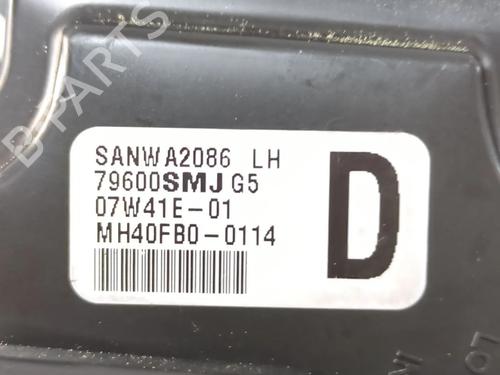 B-PARTS
SANWA2086 LH
79600SMJ G5
07W41E-01
MH40FB0-0114
D